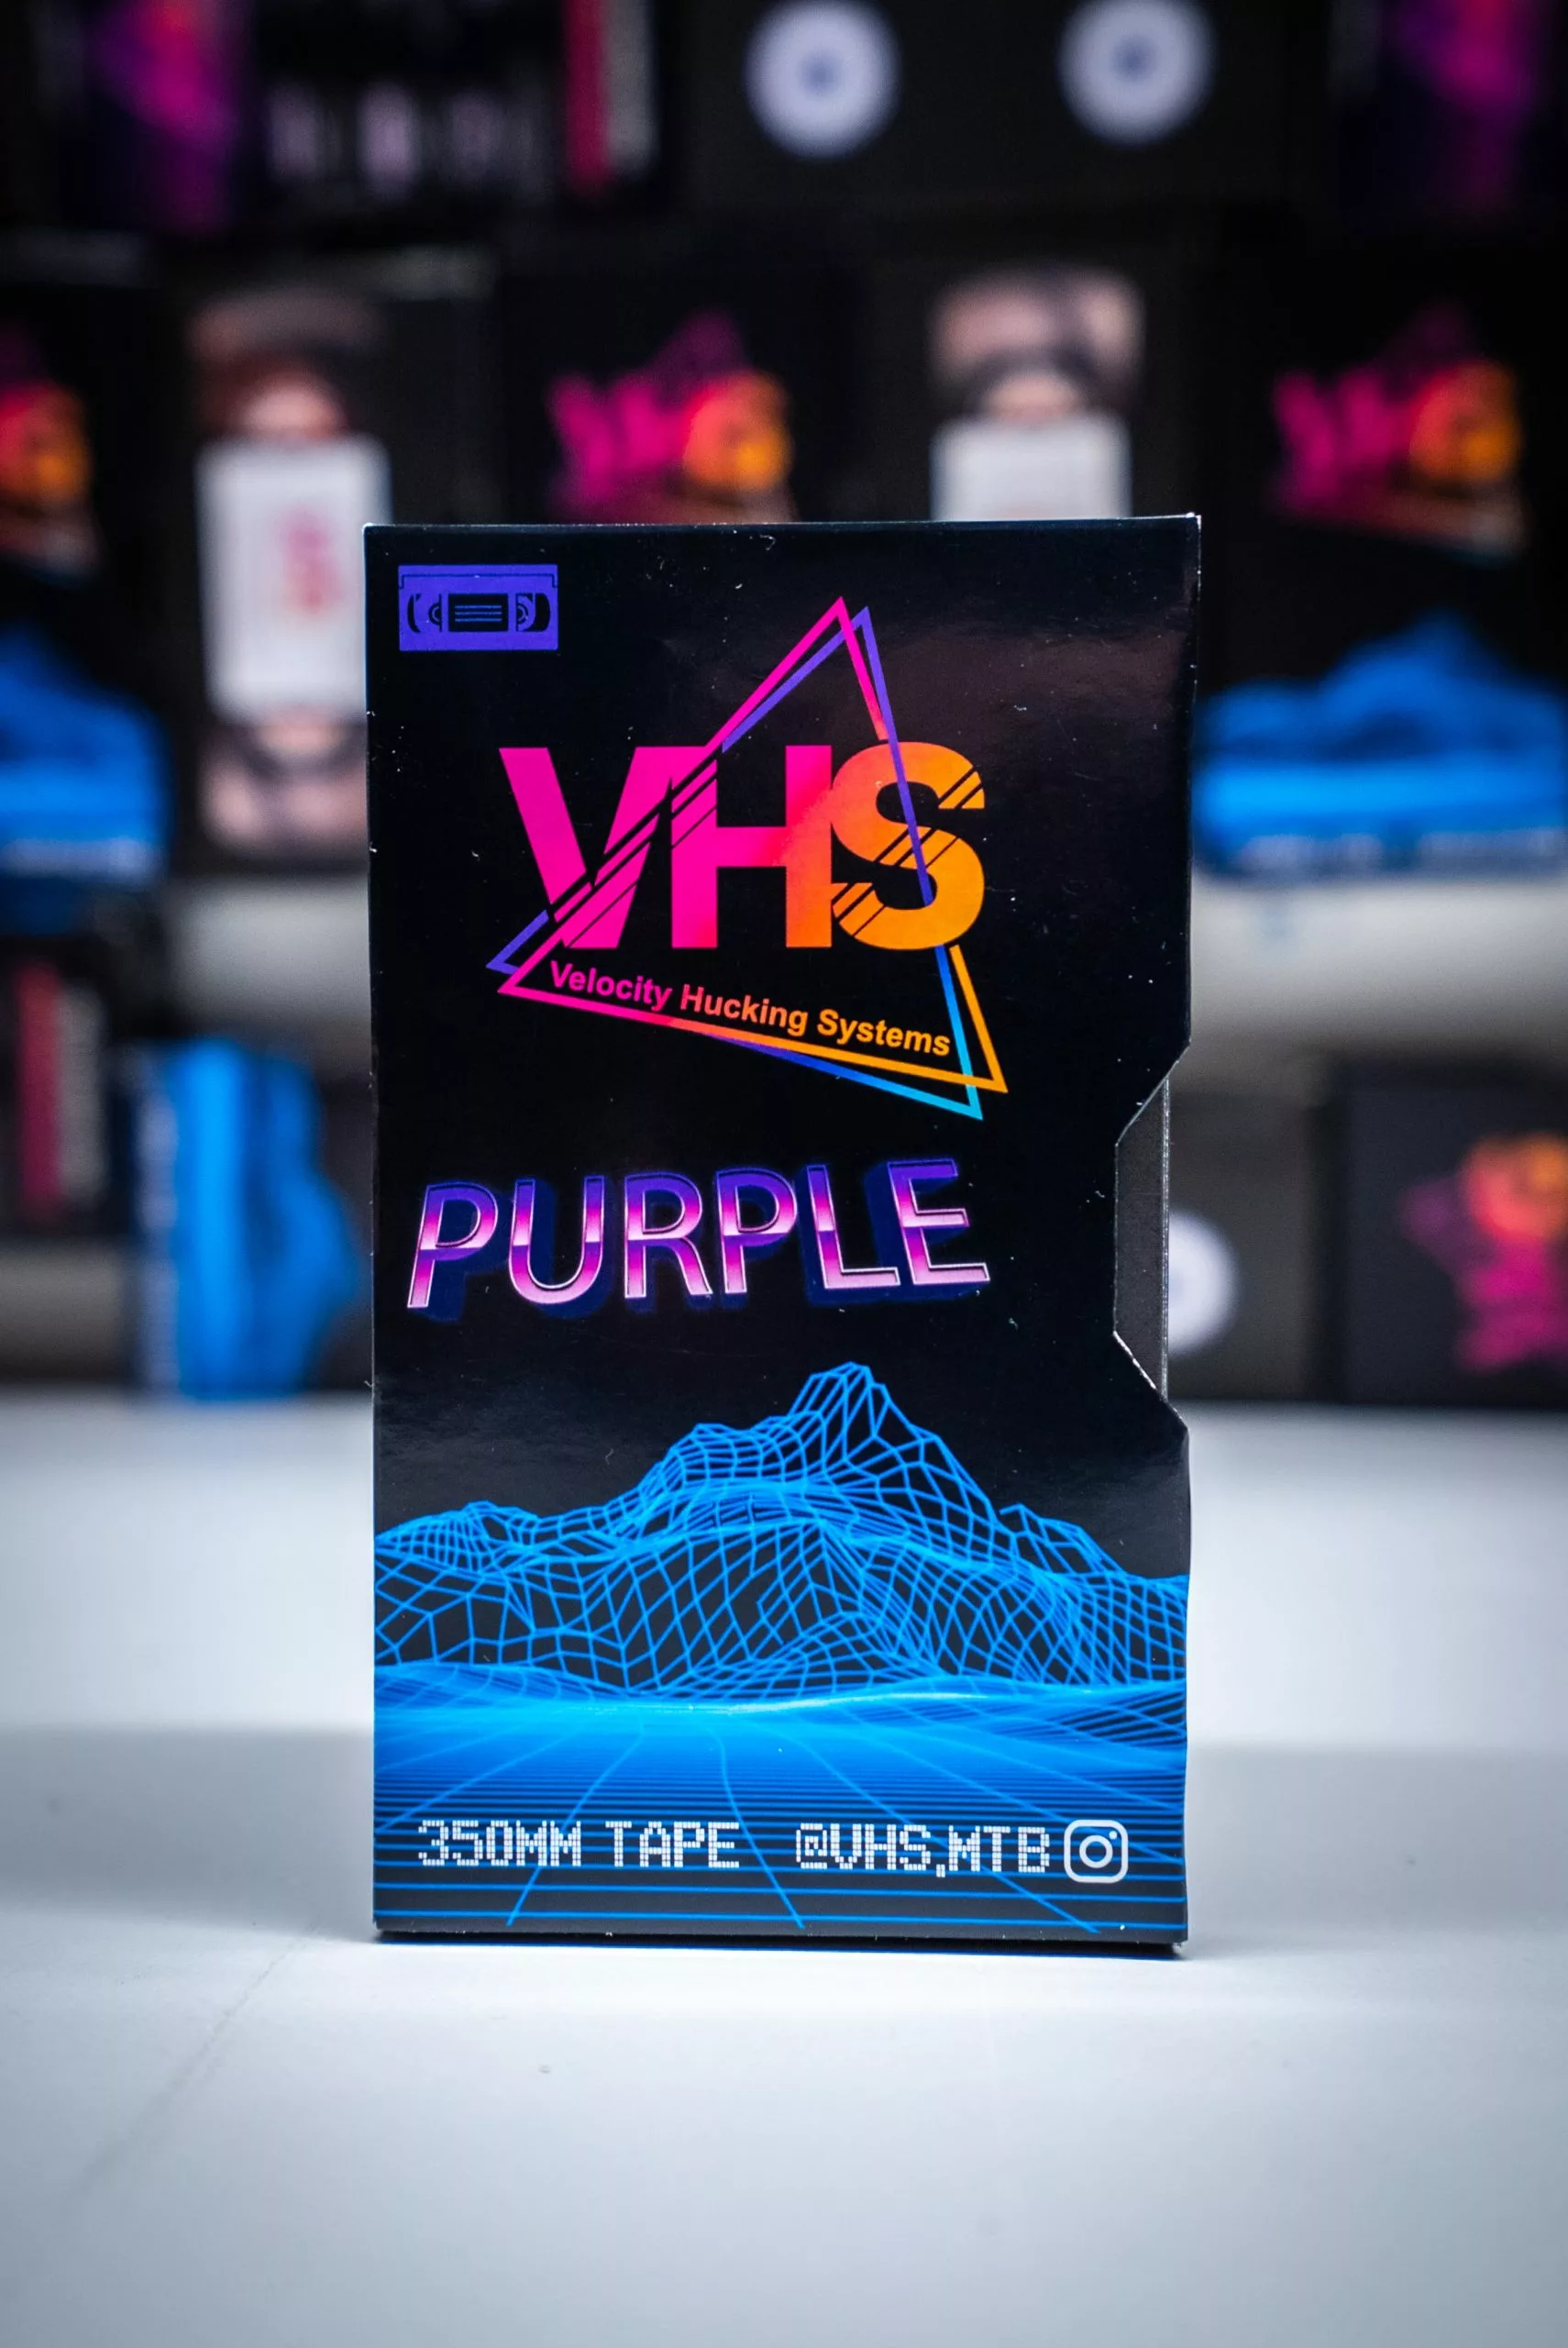 VHS
Velocity Hucking Systems
PURPLE
350MM TAPE @VHS.MTB